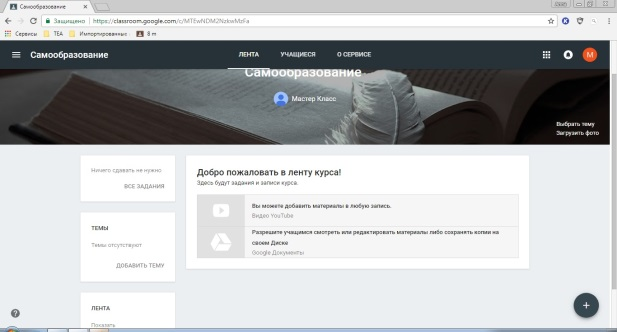 Самообразование
Защищено | https://classroom.google.com/c/MTEwNDM2NzkwMzFa
Сервисы TEA Импортированные 8 m
Самообразование ЛЕНТА УЧАЩИЕСЯ О СЕРВИСЕ M
Самообразование
Мастер Класс
Выбрать тему
Загрузить фото
Ничего сдавать не нужно
ВСЕ ЗАДАНИЯ
Добро пожаловать в ленту курса!
Здесь будут задания и записи курса.
Вы можете добавить материалы в любую запись.
Видео YouTube
Разрешите учащимся смотреть или редактировать материалы либо сохранять копии на
своем Диске
Google Документы
ТЕМЫ
Темы отсутствуют
ДОБАВИТЬ ТЕМУ
ЛЕНТА
Показать